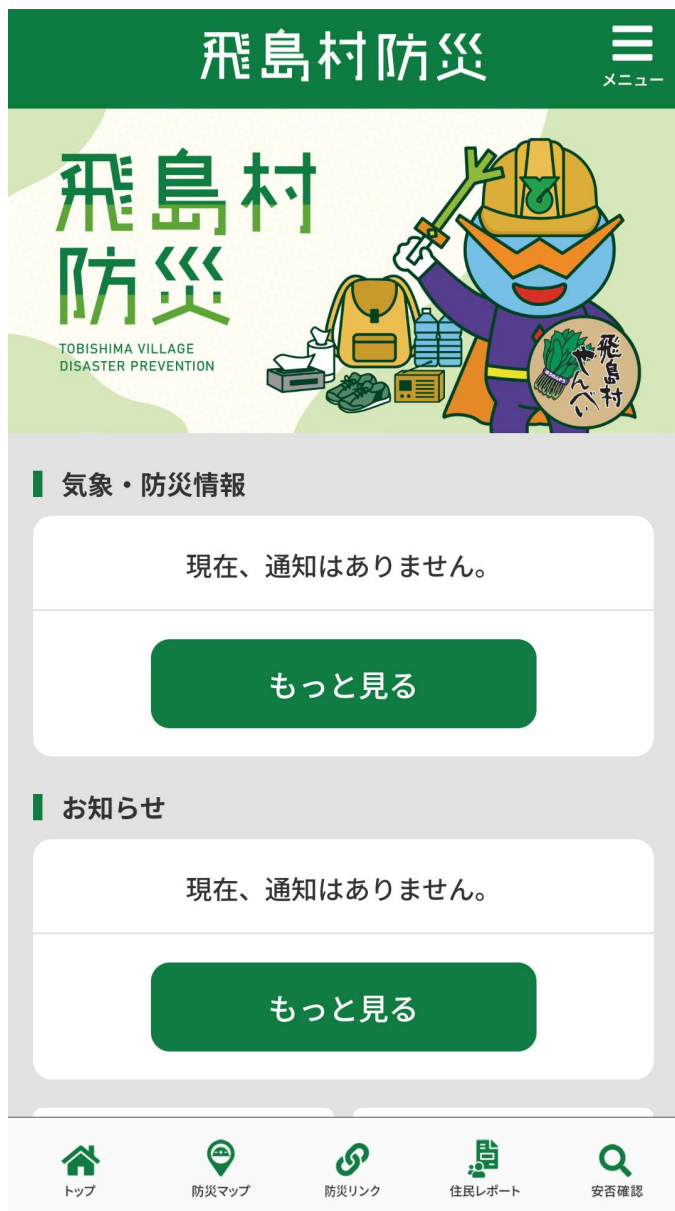 飛島村防災
メニュー
飛島村
防災
TOBISHIMA VILLAGE
DISASTER PREVENTION
飛島村
やんべぃ
気象・防災情報
現在、通知はありません。
もっと見る
お知らせ
現在、通知はありません。
もっと見る
トップ
防災マップ
防災リンク
住民レポート
安否確認